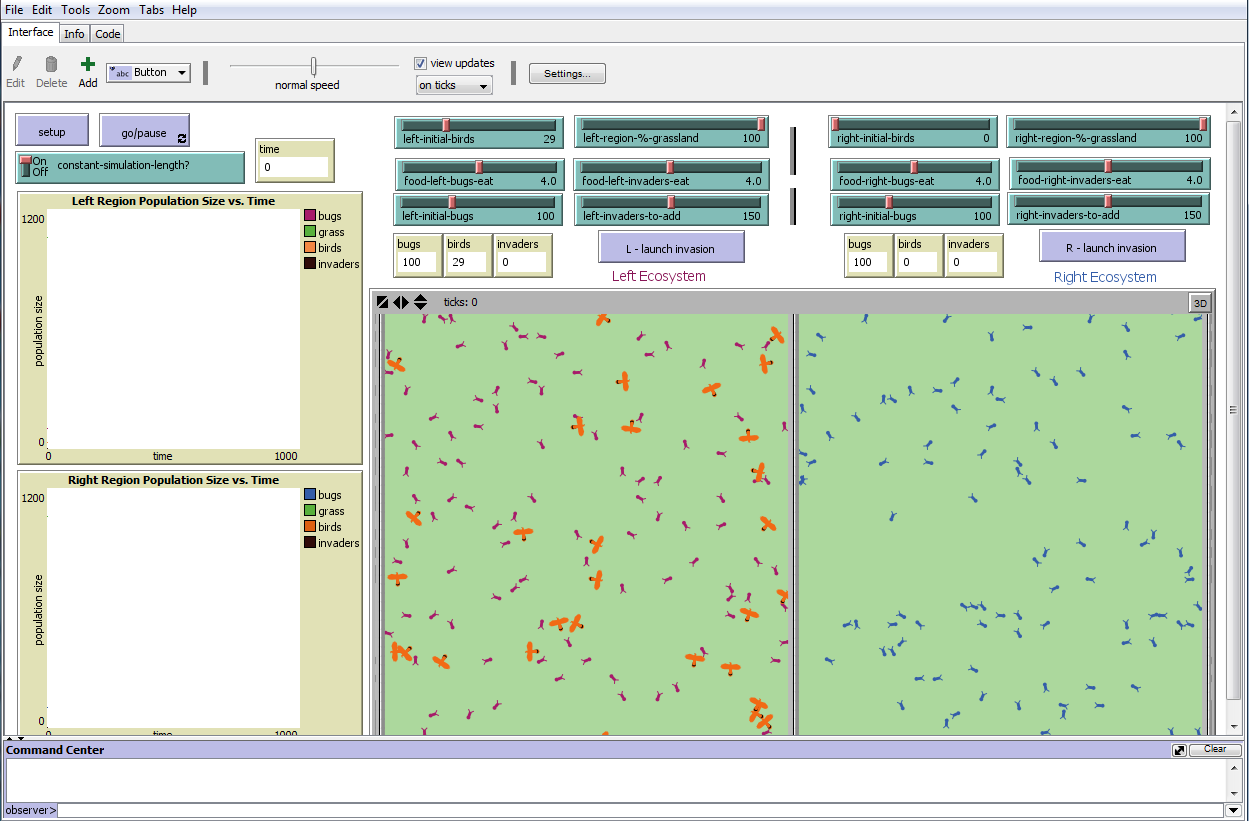 File Edit Tools Zoom Tabs Help
Interface Info Code
Edit Delete Add abc Button normal speed view updates on ticks Settings...
setup go/pause
On Off constant-simulation-length?
time 0
left-initial-birds 29 left-region-%-grassland 100 right-initial-birds 0 right-region-%-grassland 100
food-left-bugs-eat 4.0 food-left-invaders-eat 4.0 food-right-bugs-eat 4.0 food-right-invaders-eat 4.0
left-initial-bugs 100 left-invaders-to-add 150 right-initial-bugs 100 right-invaders-to-add 150
bugs birds invaders L - launch invasion bugs birds invaders R - launch invasion
100 29 0 100 0 0
Left Ecosystem Right Ecosystem
ticks: 0 3D
Left Region Population Size vs. Time
1200
population size
0
0 time 1000
bugs
grass
birds
invaders
Right Region Population Size vs. Time
1200
population size
0
0 time 1000
bugs
grass
birds
invaders
Command Center Clear
observer>